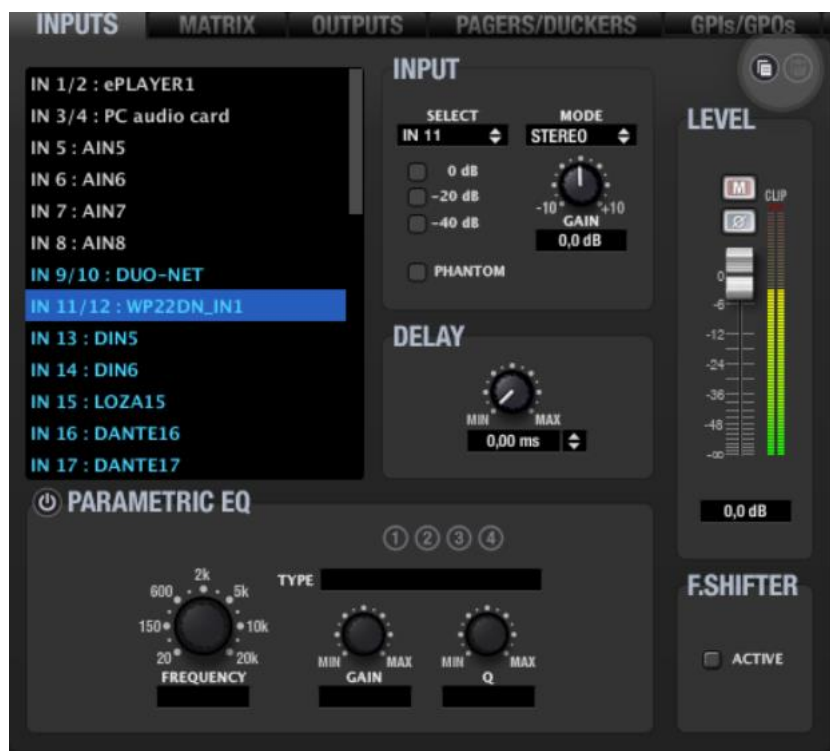 INPUTS MATRIX OUTPUTS PAGERS/DUCKERS GPIs/GPOs
IN 1/2 : ePLAYER1
IN 3/4 : PC audio card
IN 5 : AIN5
IN 6 : AIN6
IN 7 : AIN7
IN 8 : AIN8
IN 9/10 : DUO-NET
IN 11/12 : WP22DN_IN1
IN 13 : DIN5
IN 14 : DIN6
IN 15 : LOZA15
IN 16 : DANTE16
IN 17 : DANTE17
INPUT
SELECT MODE
IN 11 STEREO
0 dB
-20 dB
-40 dB
-10 +10
GAIN
0,0 dB
PHANTOM
DELAY
MIN MAX
0,00 ms
LEVEL
M CLIP
Ø
0
-6
-12
-24
-36
-48
-∞
0,0 dB
PARAMETRIC EQ
1 2 3 4
TYPE
2k
600 5k
150 10k
20 20k
FREQUENCY
MIN MAX
GAIN
MIN MAX
Q
F.SHIFTER
ACTIVE